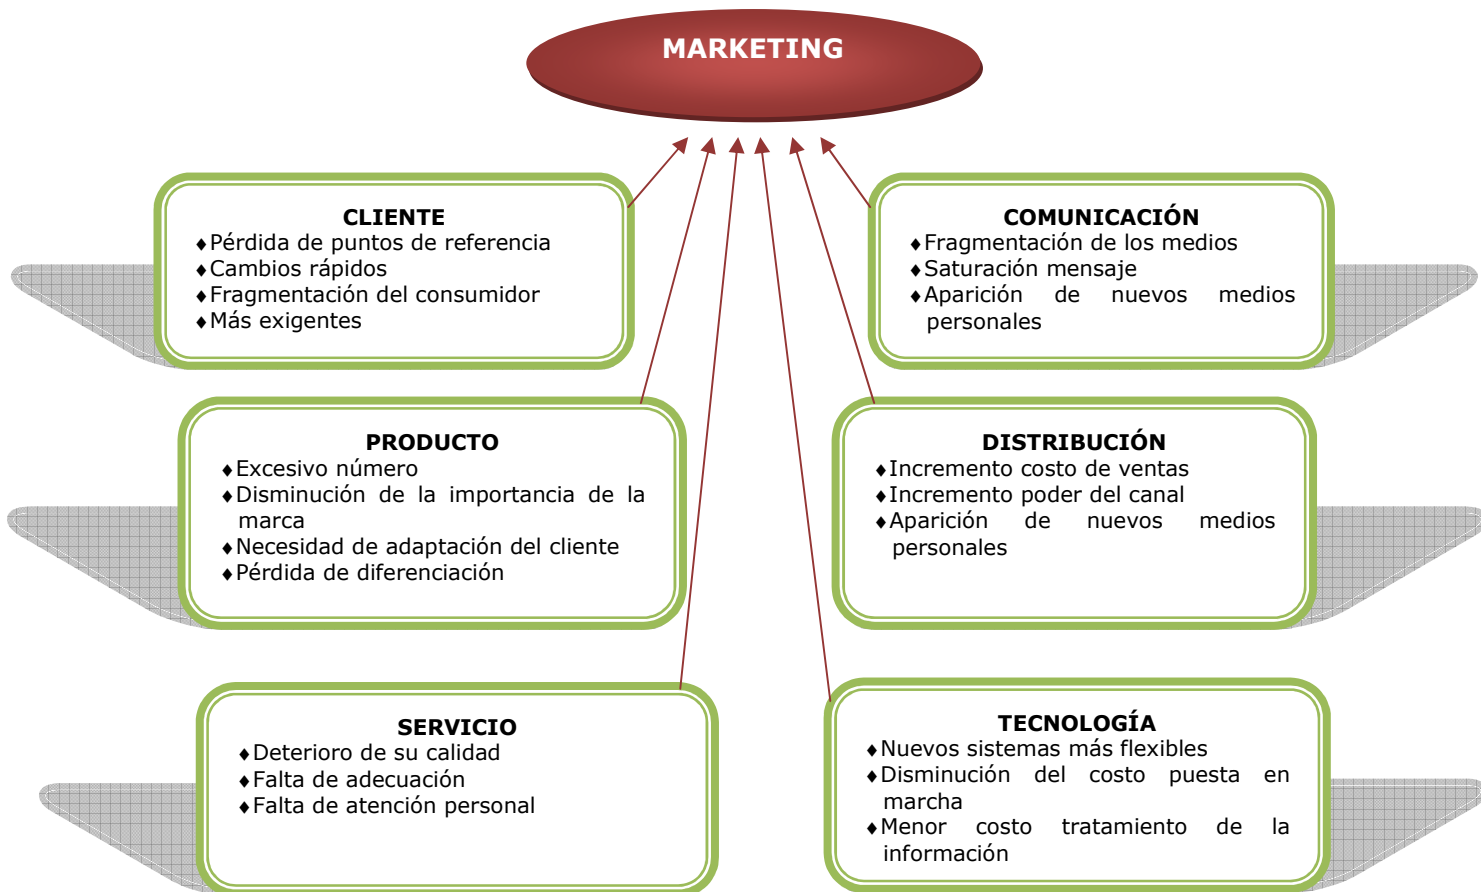 MARKETING
CLIENTE
♦Pérdida de puntos de referencia
♦Cambios rápidos
♦Fragmentación del consumidor
♦Más exigentes
COMUNICACIÓN
♦Fragmentación de los medios
♦Saturación mensaje
♦Aparición de nuevos medios
personales
PRODUCTO
♦Excesivo número
♦Disminución de la importancia de la
marca
♦Necesidad de adaptación del cliente
♦Pérdida de diferenciación
DISTRIBUCIÓN
♦Incremento costo de ventas
♦Incremento poder del canal
♦Aparición de nuevos medios
personales
SERVICIO
♦Deterioro de su calidad
♦Falta de adecuación
♦Falta de atención personal
TECNOLOGÍA
♦Nuevos sistemas más flexibles
♦Disminución del costo puesta en
marcha
♦Menor costo tratamiento de la
información